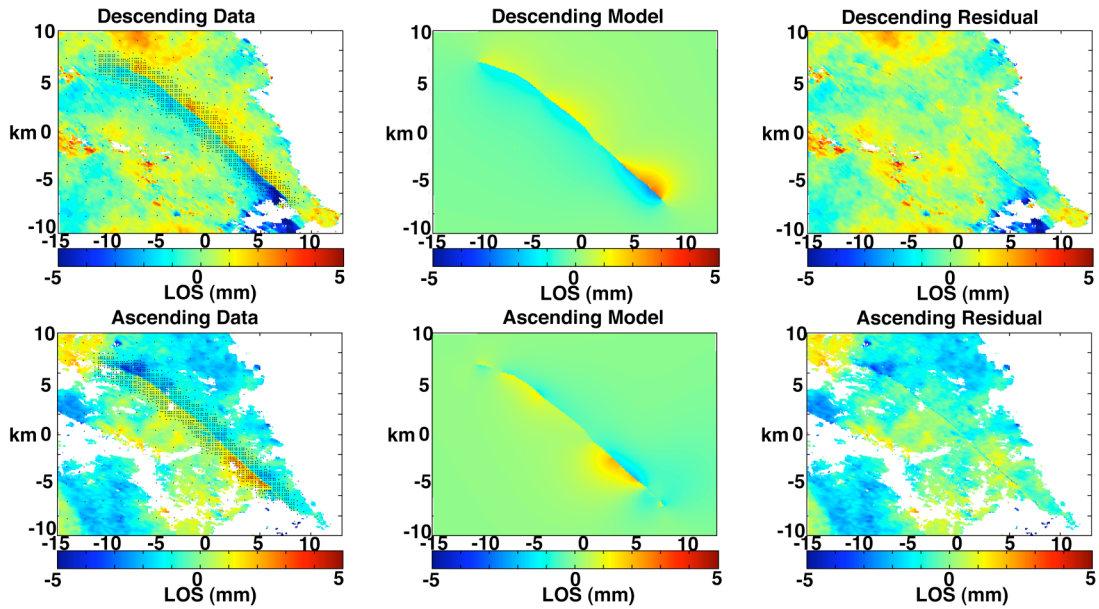 Descending Data Descending Model Descending Residual
10 10 10
5 5 5
km 0 0 km 0
-5 -5 -5
-10 -10 -10
-15 -10 -5 0 5 10 -15 -10 -5 0 5 10 -15 -10 -5 0 5 10
-5 0 5 -5 0 5 -5 0 5
LOS (mm) LOS (mm) LOS (mm)
Ascending Data Ascending Model Ascending Residual
10 10 10
5 5 5
km 0 0 km 0
-5 -5 -5
-10 -10 -10
-15 -10 -5 0 5 10 -15 -10 -5 0 5 10 -15 -10 -5 0 5 10
-5 0 5 -5 0 5 -5 0 5
LOS (mm) LOS (mm) LOS (mm)